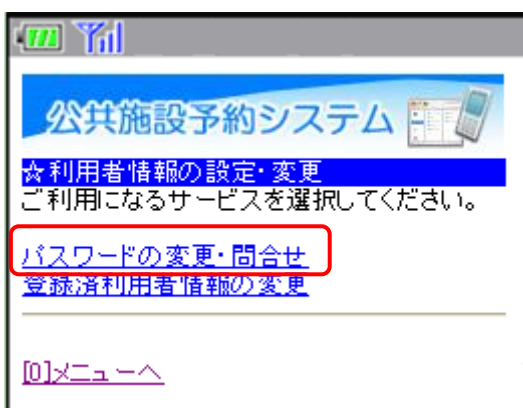 公共施設予約システム
☆利用者情報の設定・変更
ご利用になるサービスを選択してください。
パスワードの変更・問合せ
登録済利用者情報の変更
[0]メニューへ